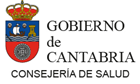 GOBIERNO
de
CANTABRIA
CONSEJERÍA DE SALUD